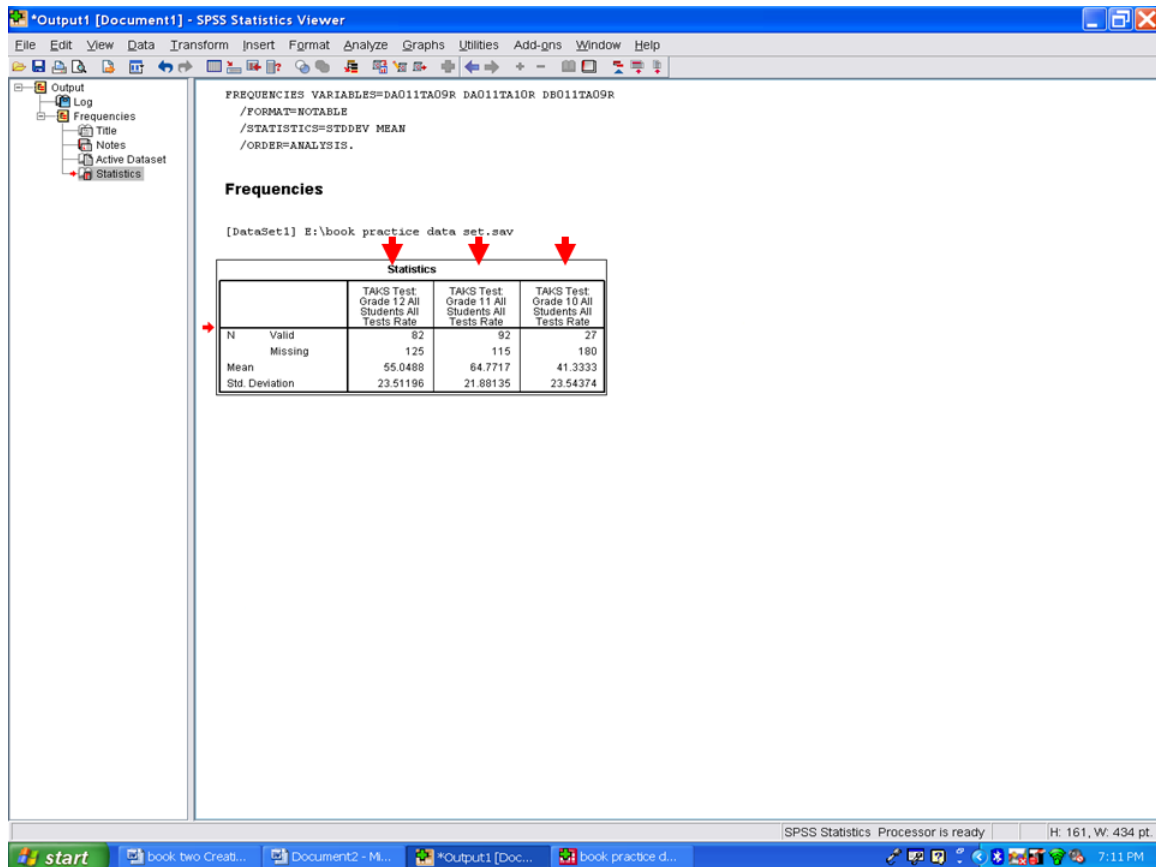 *Output1 [Document1] - SPSS Statistics Viewer
File Edit View Data Transform Insert Format Analyze Graphs Utilities Add-ons Window Help
Output
Log
Frequencies
Title
Notes
Active Dataset
Statistics
FREQUENCIES VARIABLES=DA011TA09R DA011TA10R DB011TA09R
/FORMAT=NOTABLE
/STATISTICS=STDDEV MEAN
/ORDER=ANALYSIS.
Frequencies
[DataSet1] E:\book practice data set.sav
Statistics
TAKS Test: Grade 12 All Students All Tests Rate
TAKS Test: Grade 11 All Students All Tests Rate
TAKS Test: Grade 10 All Students All Tests Rate
N Valid 82 92 27
Missing 125 115 180
Mean 55.0488 64.7717 41.3333
Std. Deviation 23.51196 21.88135 23.54374
SPSS Statistics Processor is ready H: 161, W: 434 pt.
start book two Creati... Document2 - Mi... *Output1 [Doc... book practice d... 7:11 PM